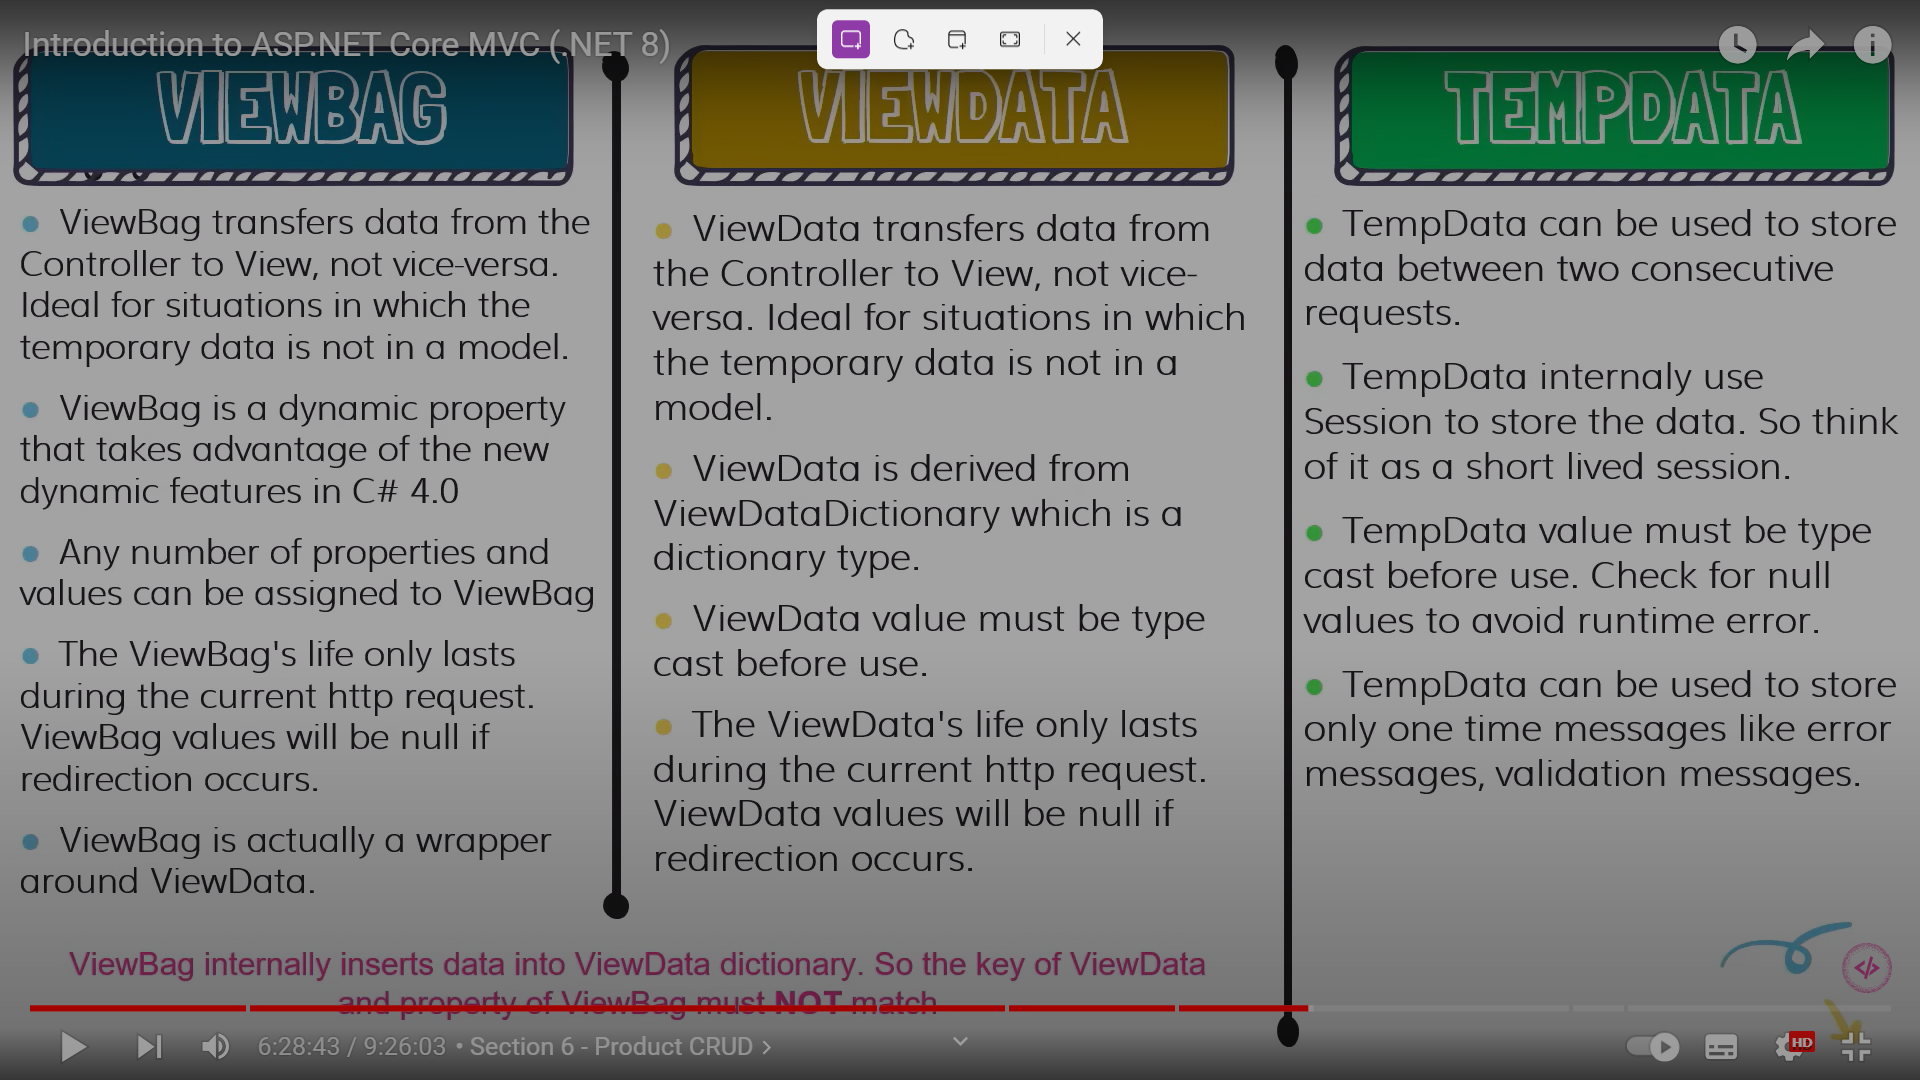 Introduction to ASP.NET Core MVC (.NET 8)
VIEWBAG
ViewBag transfers data from the
Controller to View, not vice-versa.
Ideal for situations in which the
temporary data is not in a model.
ViewBag is a dynamic property
that takes advantage of the new
dynamic features in C# 4.0
Any number of properties and
values can be assigned to ViewBag
The ViewBag's life only lasts
during the current http request.
ViewBag values will be null if
redirection occurs.
ViewBag is actually a wrapper
around ViewData.
VIEWDATA
ViewData transfers data from
the Controller to View, not vice-
versa. Ideal for situations in which
the temporary data is not in a
model.
ViewData is derived from
ViewDataDictionary which is a
dictionary type.
ViewData value must be type
cast before use.
The ViewData's life only lasts
during the current http request.
ViewData values will be null if
redirection occurs.
TEMPDATA
TempData can be used to store
data between two consecutive
requests.
TempData internaly use
Session to store the data. So think
of it as a short lived session.
TempData value must be type
cast before use. Check for null
values to avoid runtime error.
TempData can be used to store
only one time messages like error
messages, validation messages.
ViewBag internally inserts data into ViewData dictionary. So the key of ViewData
and property of ViewBag must NOT match
6:28:43 / 9:26:03 • Section 6 - Product CRUD
HD